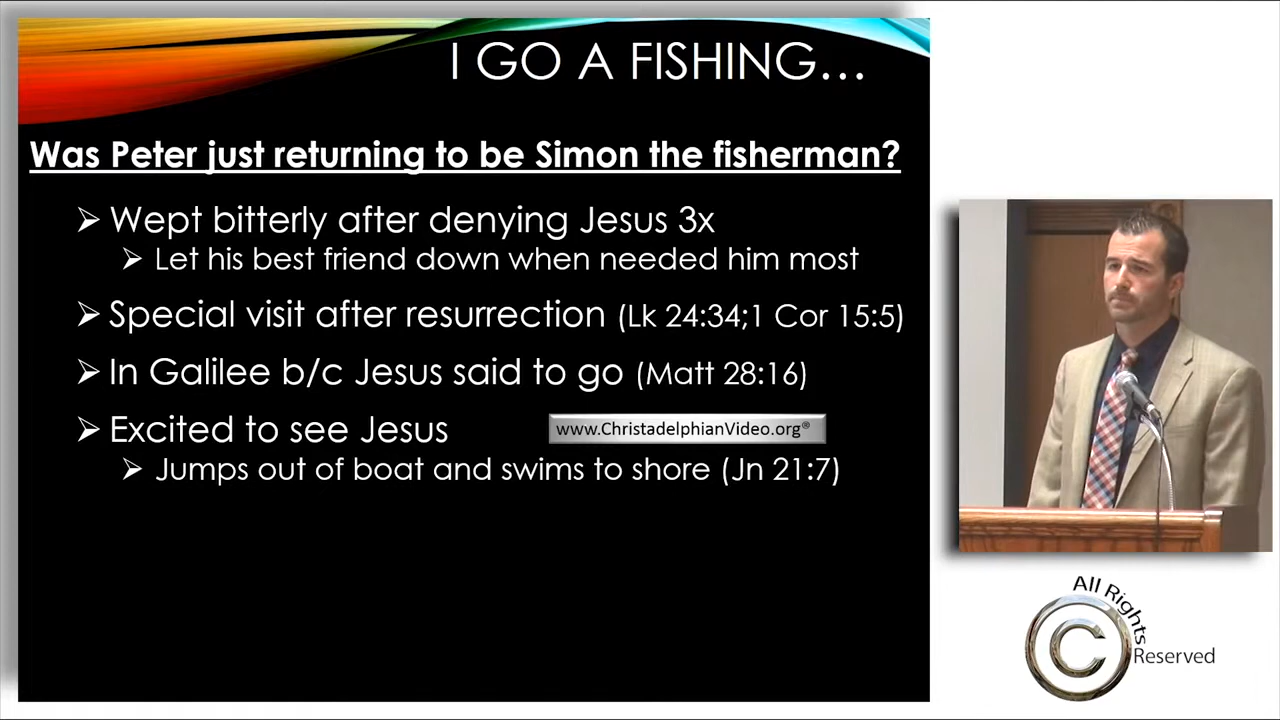 I GO A FISHING…
Was Peter just returning to be Simon the fisherman?
Wept bitterly after denying Jesus 3x
Let his best friend down when needed him most
Special visit after resurrection (Lk 24:34;1 Cor 15:5)
In Galilee b/c Jesus said to go (Matt 28:16)
Excited to see Jesus
www.ChristadelphianVideo.org®
Jumps out of boat and swims to shore (Jn 21:7)
All Rights
©
Reserved